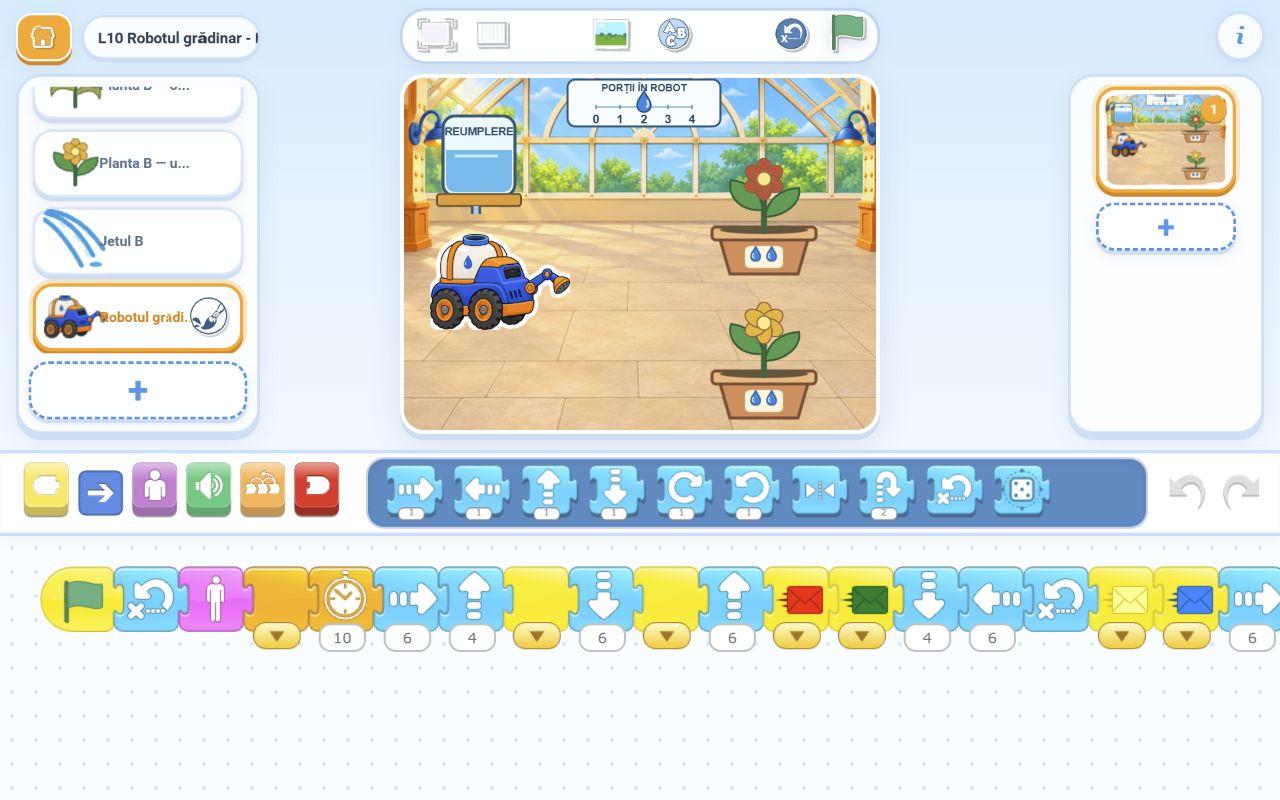 L10 Robotul grădinar -
i
Planta B – u...
Jetul B
Robotul grădi...
+
PORȚII ÎN ROBOT
0 1 2 3 4
REUMPLERE
1
+
1 1 1 1 1 1 2
10 6 4 6 6 4 6 6